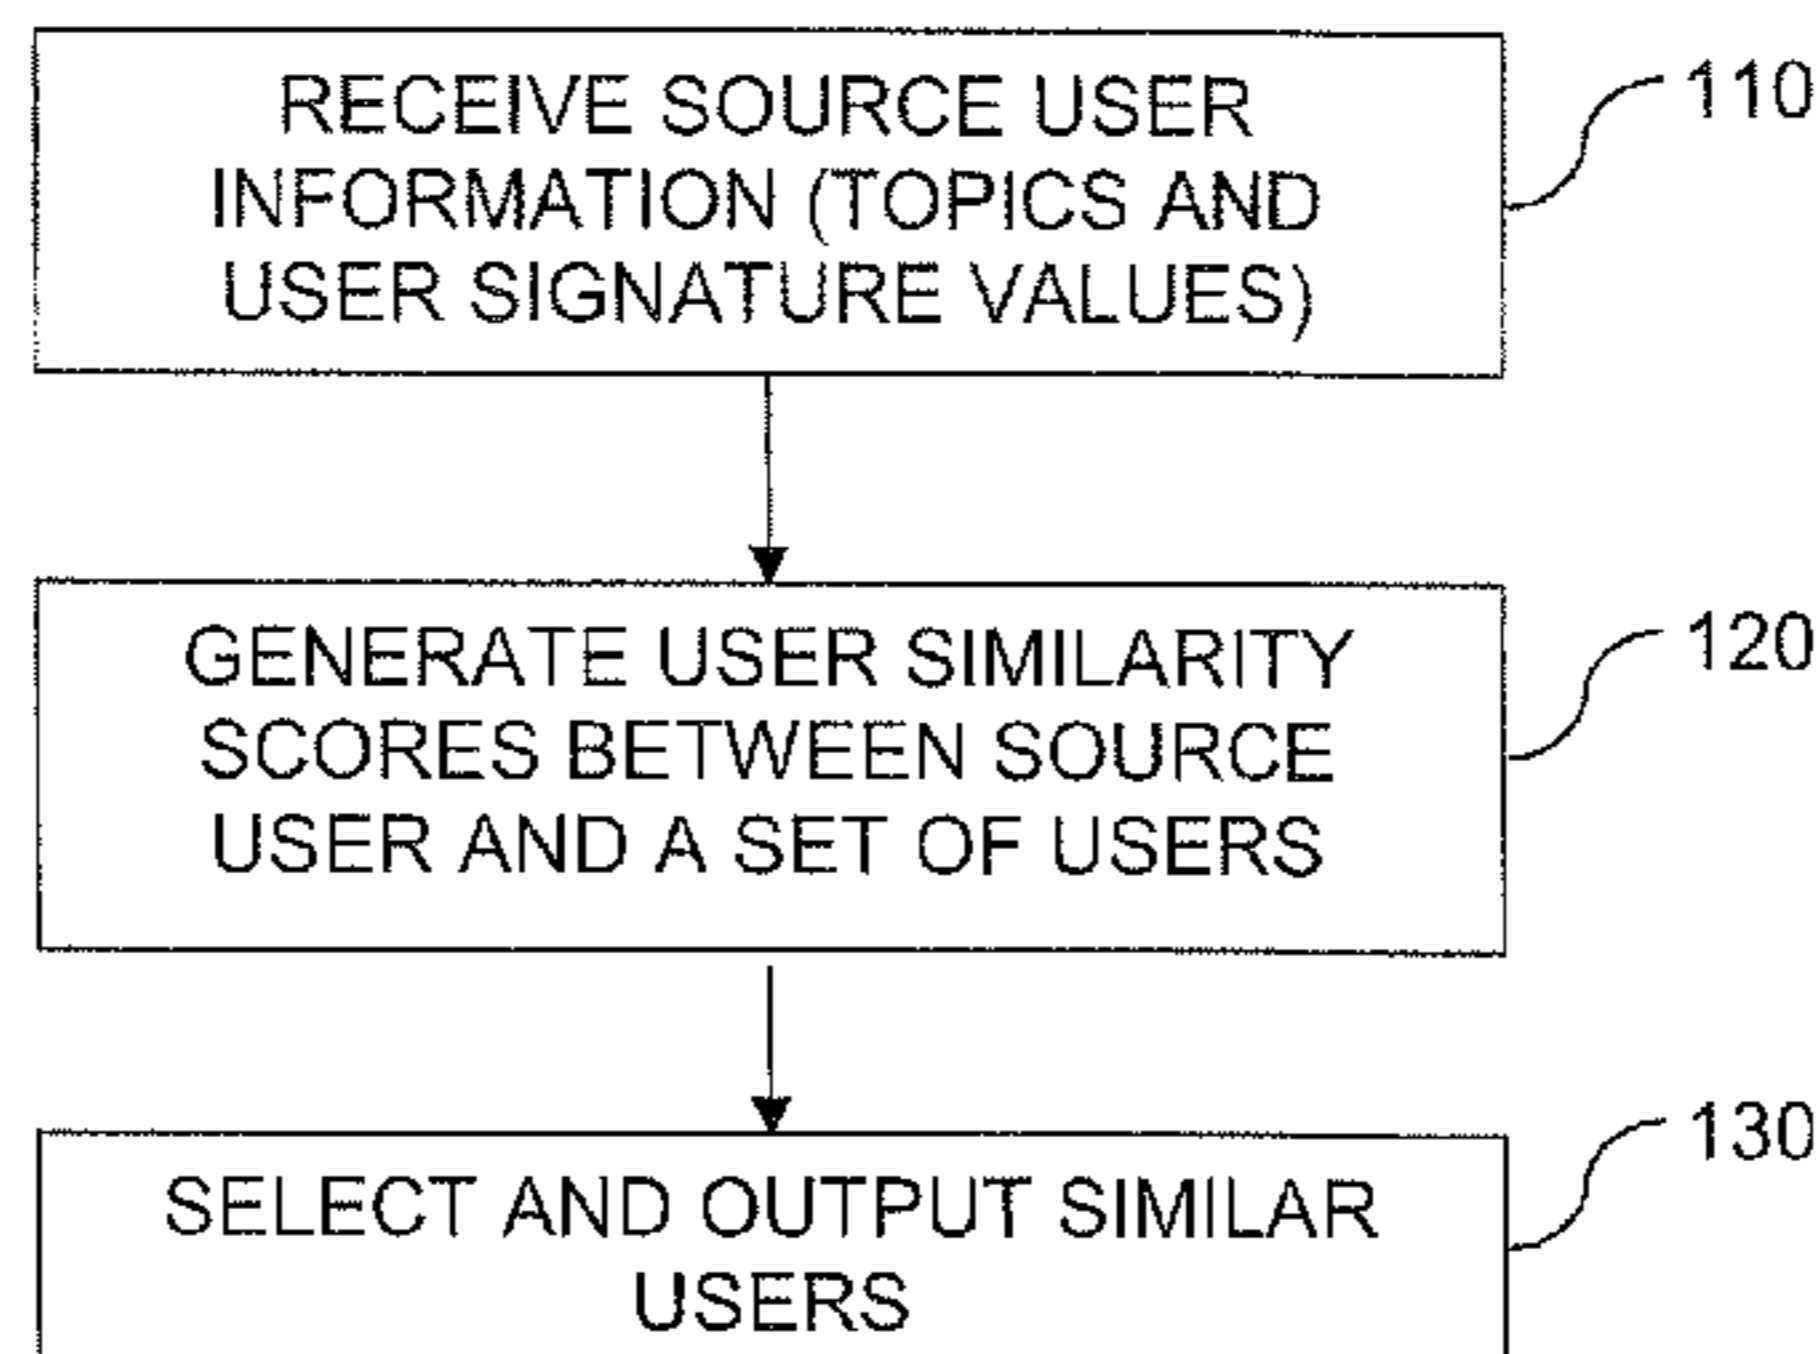 RECEIVE SOURCE USER
INFORMATION (TOPICS AND
USER SIGNATURE VALUES)
110
GENERATE USER SIMILARITY
SCORES BETWEEN SOURCE
USER AND A SET OF USERS
120
SELECT AND OUTPUT SIMILAR
USERS
130